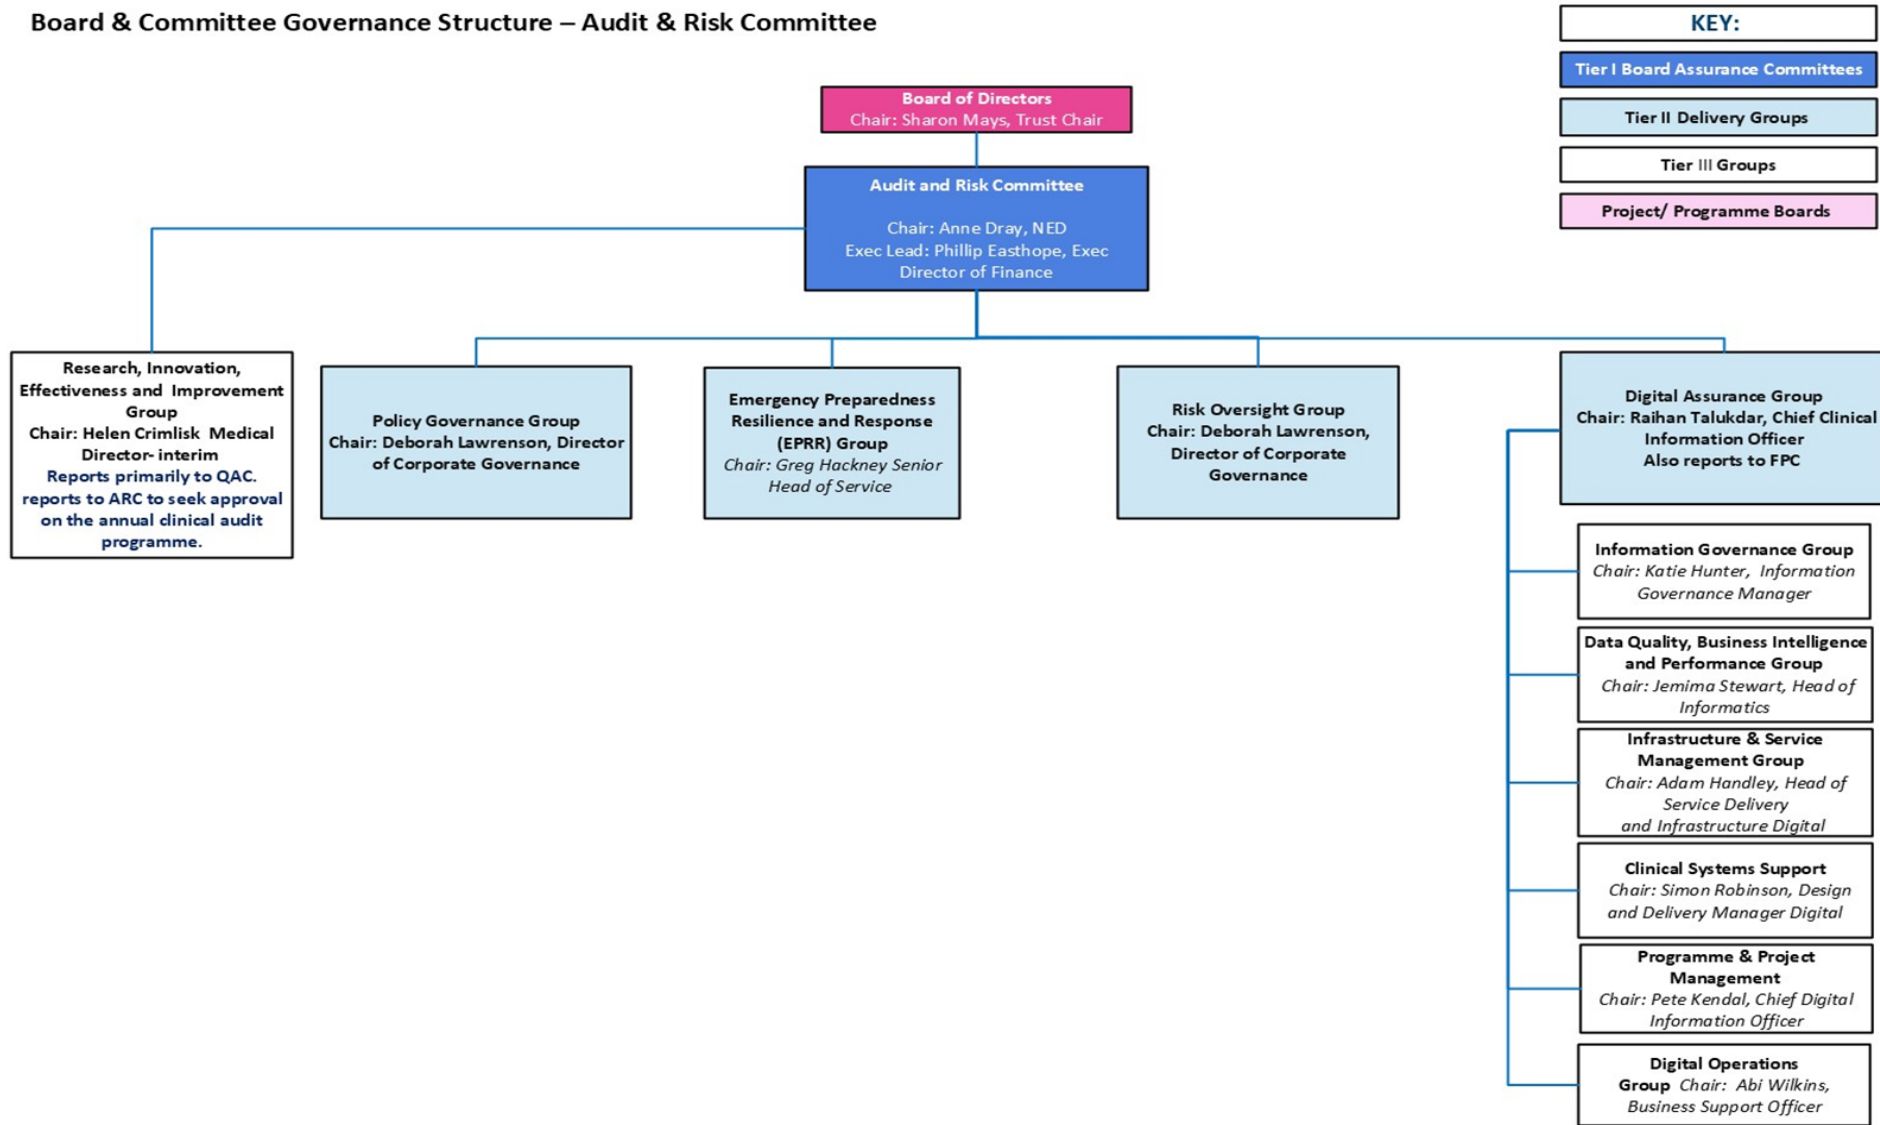 Board & Committee Governance Structure – Audit & Risk Committee
KEY:
Tier I Board Assurance Committees
Tier II Delivery Groups
Tier III Groups
Project/ Programme Boards
Board of Directors
Chair: Sharon Mays, Trust Chair
Audit and Risk Committee
Chair: Anne Dray, NED
Exec Lead: Phillip Easthope, Exec
Director of Finance
Research, Innovation,
Effectiveness and Improvement
Group
Chair: Helen Crimlisk Medical
Director- interim
Reports primarily to QAC.
reports to ARC to seek approval
on the annual clinical audit
programme.
Policy Governance Group
Chair: Deborah Lawrenson, Director
of Corporate Governance
Emergency Preparedness
Resilience and Response
(EPRR) Group
Chair: Greg Hackney Senior
Head of Service
Risk Oversight Group
Chair: Deborah Lawrenson,
Director of Corporate
Governance
Digital Assurance Group
Chair: Raihan Talukdar, Chief Clinical
Information Officer
Also reports to FPC
Information Governance Group
Chair: Katie Hunter, Information
Governance Manager
Data Quality, Business Intelligence
and Performance Group
Chair: Jemima Stewart, Head of
Informatics
Infrastructure & Service
Management Group
Chair: Adam Handley, Head of
Service Delivery
and Infrastructure Digital
Clinical Systems Support
Chair: Simon Robinson, Design
and Delivery Manager Digital
Programme & Project
Management
Chair: Pete Kendal, Chief Digital
Information Officer
Digital Operations
Group Chair: Abi Wilkins,
Business Support Officer